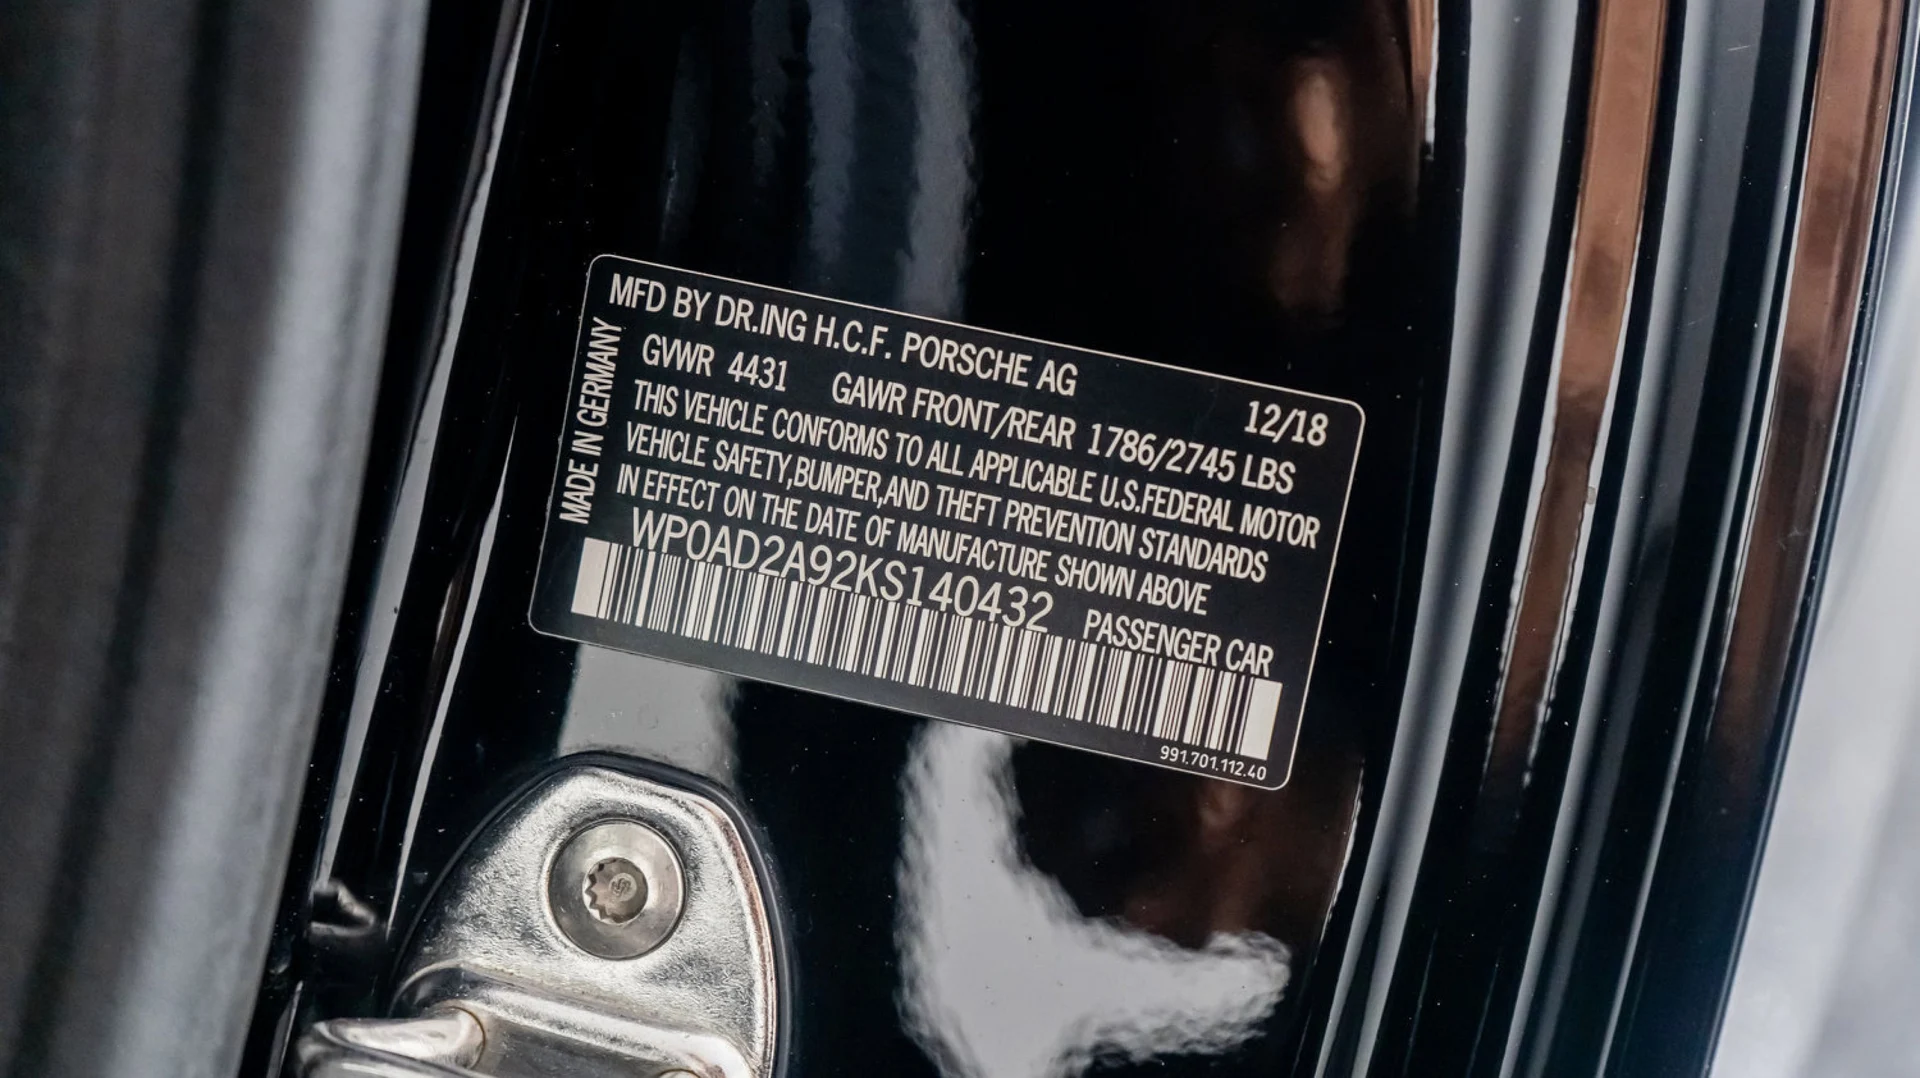 MFD BY DR.ING H.C.F. PORSCHE AG
12/18
GVWR 4431 GAWR FRONT/REAR 1786/2745 LBS
THIS VEHICLE CONFORMS TO ALL APPLICABLE U.S.FEDERAL MOTOR
VEHICLE SAFETY,BUMPER,AND THEFT PREVENTION STANDARDS
IN EFFECT ON THE DATE OF MANUFACTURE SHOWN ABOVE
WP0AD2A92KS140432 PASSENGER CAR
991.701.112.40
MADE IN GERMANY